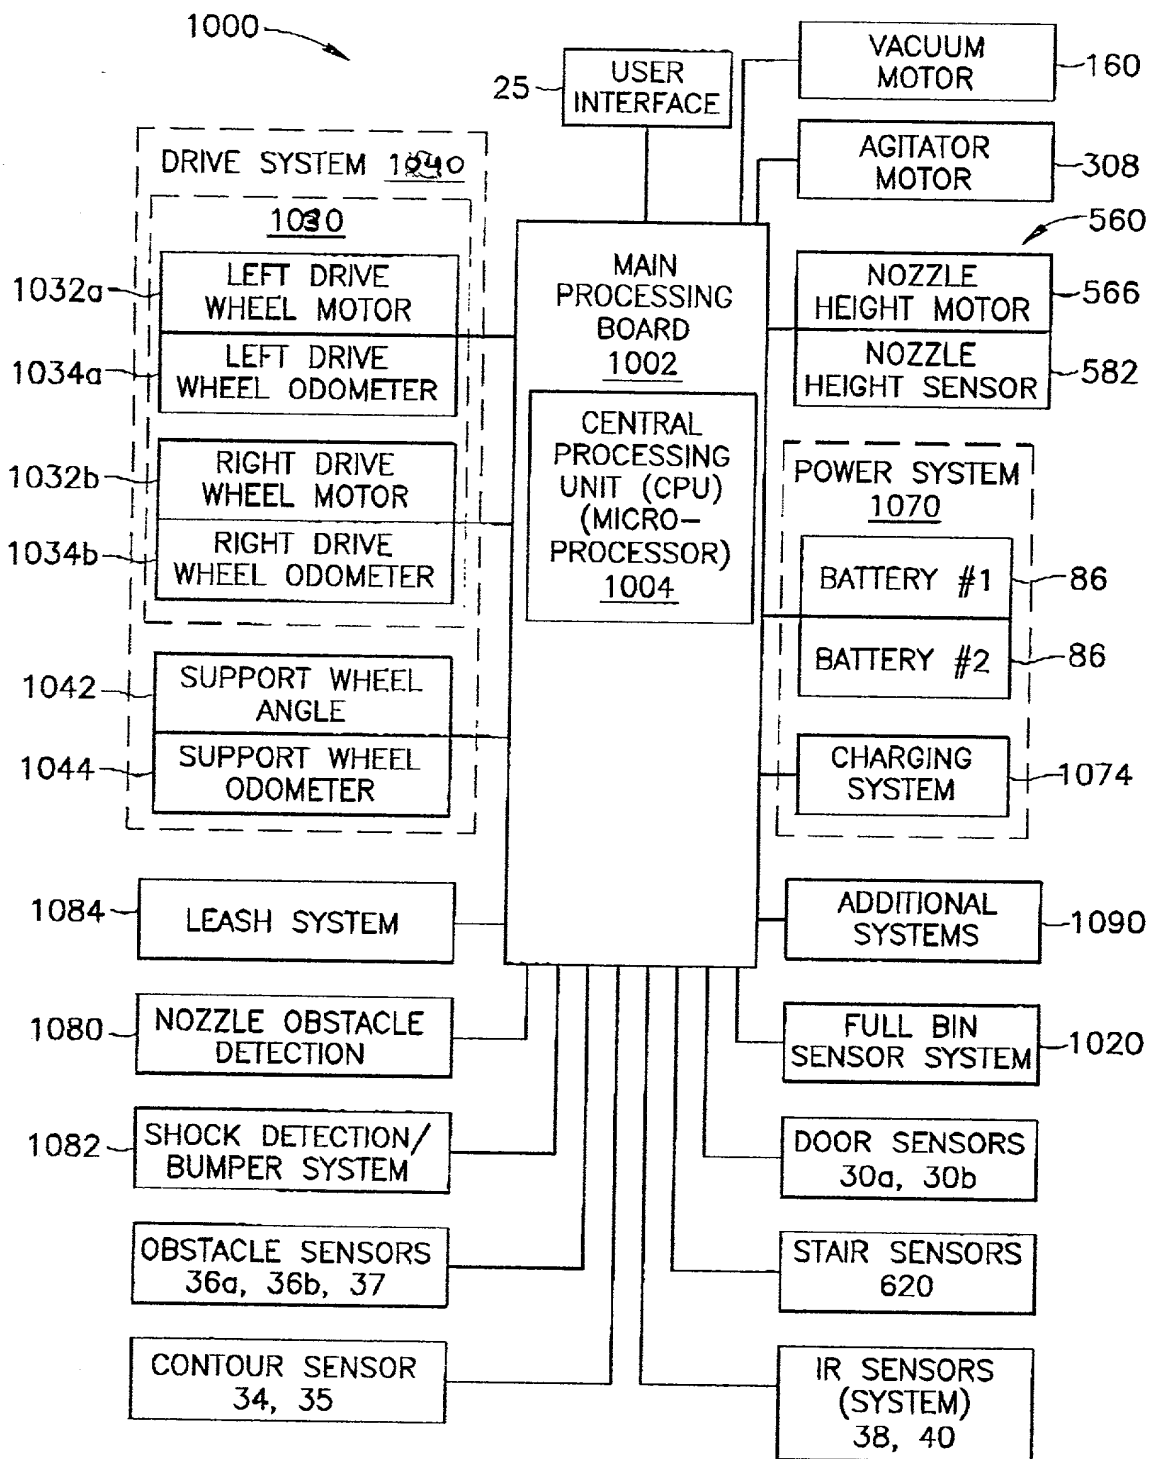 1000
25
USER
INTERFACE
VACUUM
MOTOR
160
AGITATOR
MOTOR
308
560
NOZZLE
HEIGHT MOTOR
566
NOZZLE
HEIGHT SENSOR
582
DRIVE SYSTEM 1040
1030
1032a
LEFT DRIVE
WHEEL MOTOR
1034a
LEFT DRIVE
WHEEL ODOMETER
1032b
RIGHT DRIVE
WHEEL MOTOR
1034b
RIGHT DRIVE
WHEEL ODOMETER
1042
SUPPORT WHEEL
ANGLE
1044
SUPPORT WHEEL
ODOMETER
MAIN
PROCESSING
BOARD
1002
CENTRAL
PROCESSING
UNIT (CPU)
(MICRO-
PROCESSOR)
1004
POWER SYSTEM
1070
BATTERY #1
86
BATTERY #2
86
CHARGING
SYSTEM
1074
1084
LEASH SYSTEM
ADDITIONAL
SYSTEMS
1090
1080
NOZZLE OBSTACLE
DETECTION
FULL BIN
SENSOR SYSTEM
1020
1082
SHOCK DETECTION/
BUMPER SYSTEM
DOOR SENSORS
30a, 30b
OBSTACLE SENSORS
36a, 36b, 37
STAIR SENSORS
620
CONTOUR SENSOR
34, 35
IR SENSORS
(SYSTEM)
38, 40